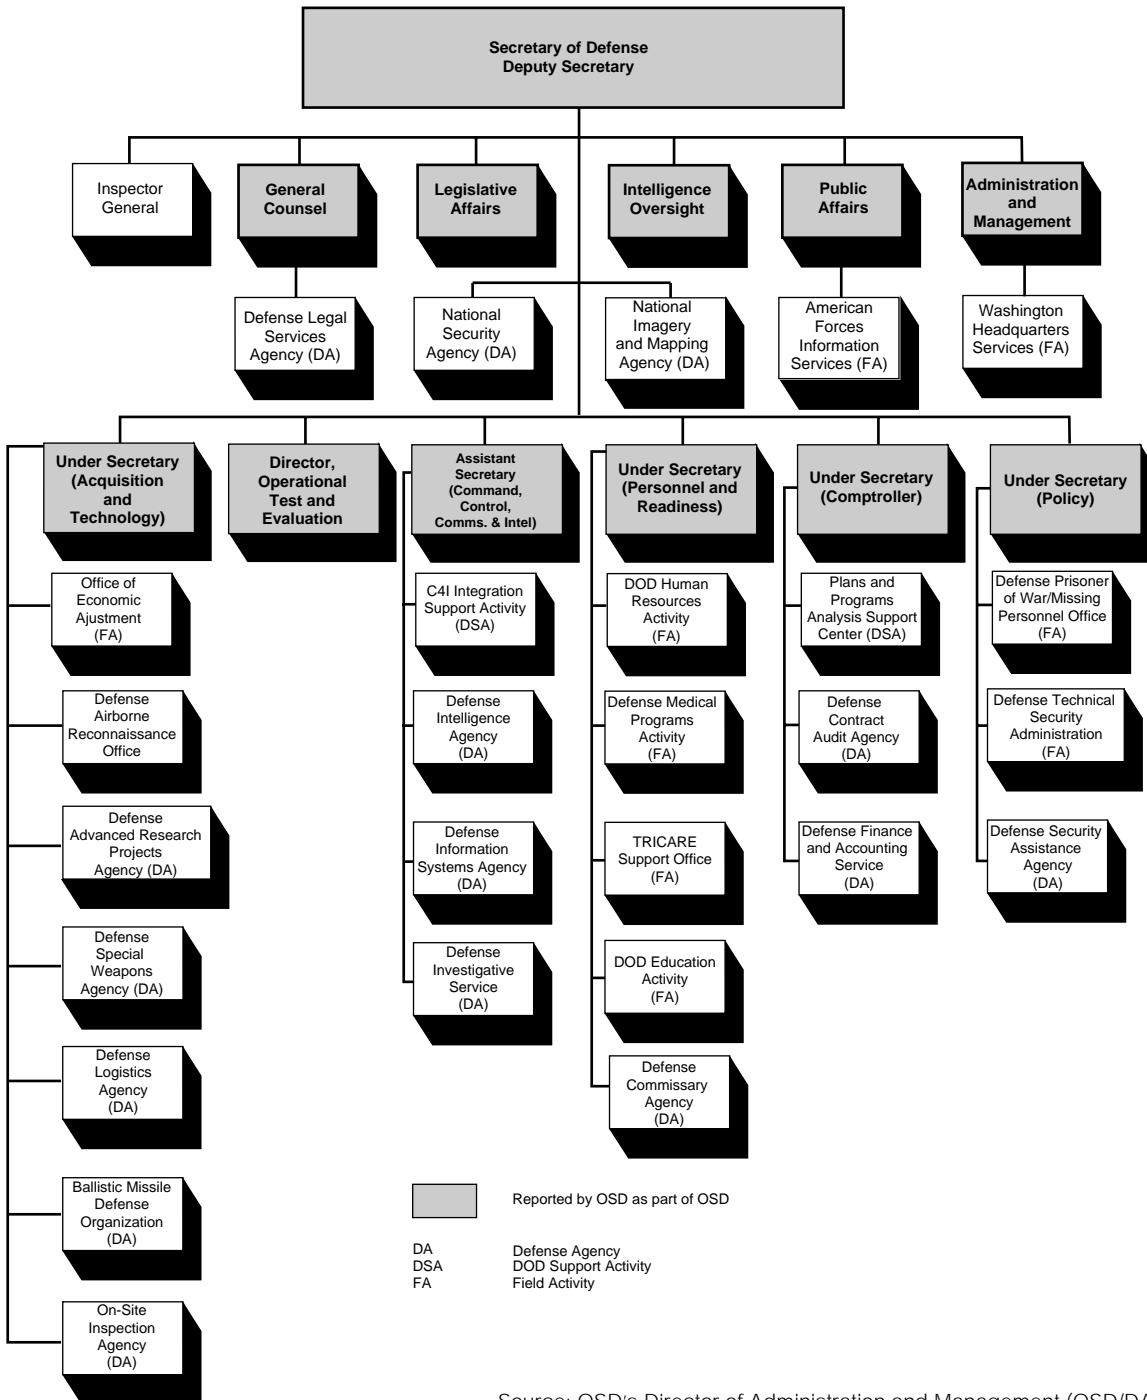 Secretary of Defense
Deputy Secretary
Inspector
General
General
Counsel
Legislative
Affairs
Intelligence
Oversight
Public
Affairs
Administration
and
Management
Defense Legal
Services
Agency (DA)
National
Security
Agency (DA)
National
Imagery
and Mapping
Agency (DA)
American
Forces
Information
Services (FA)
Washington
Headquarters
Services (FA)
Under Secretary
(Acquisition
and
Technology)
Director,
Operational
Test and
Evaluation
Assistant
Secretary
(Command,
Control,
Comms. & Intel)
Under Secretary
(Personnel and
Readiness)
Under Secretary
(Comptroller)
Under Secretary
(Policy)
Office of
Economic
Ajustment
(FA)
C4I Integration
Support Activity
(DSA)
DOD Human
Resources
Activity
(FA)
Plans and
Programs
Analysis Support
Center (DSA)
Defense Prisoner
of War/Missing
Personnel Office
(FA)
Defense
Airborne
Reconnaissance
Office
Defense
Intelligence
Agency
(DA)
Defense Medical
Programs
Activity
(FA)
Defense
Contract
Audit Agency
(DA)
Defense Technical
Security
Administration
(FA)
Defense
Advanced Research
Projects
Agency (DA)
Defense
Information
Systems Agency
(DA)
TRICARE
Support Office
(FA)
Defense Finance
and Accounting
Service
(DA)
Defense Security
Assistance
Agency
(DA)
Defense
Special
Weapons
Agency (DA)
Defense
Investigative
Service
(DA)
DOD Education
Activity
(FA)
Defense
Logistics
Agency
(DA)
Defense
Commissary
Agency
(DA)
Ballistic Missile
Defense
Organization
(DA)
On-Site
Inspection
Agency
(DA)
Reported by OSD as part of OSD
DA Defense Agency
DSA DOD Support Activity
FA Field Activity
Source: OSD's Director of Administration and Management (OSD/DA